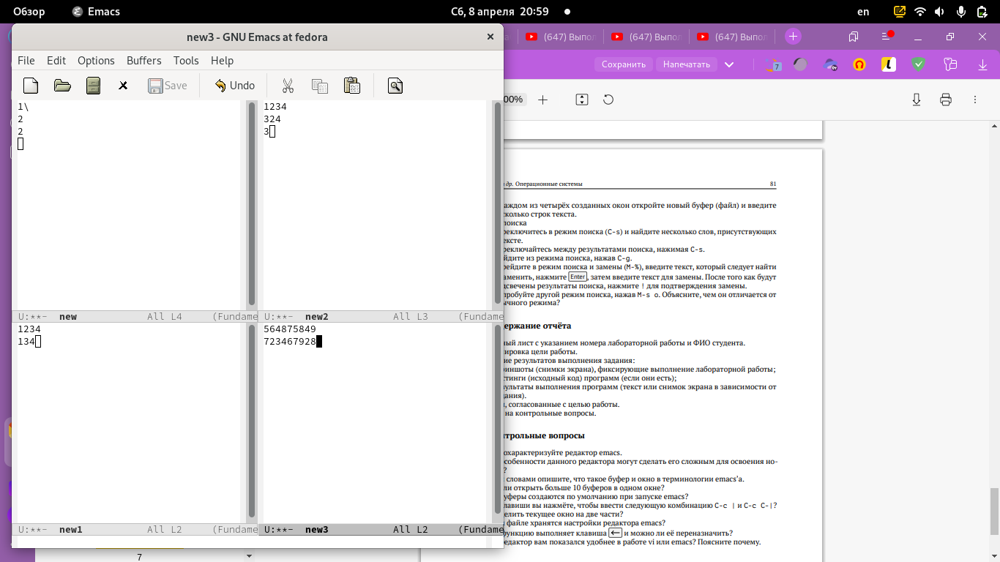 Обзор Emacs Сб, 8 апреля 20:59 en
new3 - GNU Emacs at fedora
(647) Выпол (647) Выпол (647) Выпол
File Edit Options Buffers Tools Help
Сохранить Напечатать 7
Save Undo
00%
1\
2
2
U:**- new All L4 (Fundame
1234
324
3
U:**- new2 All L3 (Fundame
1234
134
U:**- new1 All L2 (Fundame
564875849
723467928
U:**- new3 All L2 (Fundame
7
др. Операционные системы 81
аждом из четырёх созданных окон откройте новый буфер (файл) и введите
сколько строк текста.
поиска
реключитесь в режим поиска (C-s) и найдите несколько слов, присутствующих
ексте.
реключайтесь между результатами поиска, нажимая C-s.
йдите из режима поиска, нажав C-g.
рейдите в режим поиска и замены (M-%), введите текст, который следует найти
аменить, нажмите Enter, затем введите текст для замены. После того как будут
дсвечены результаты поиска, нажмите ! для подтверждения замены.
пробуйте другой режим поиска, нажав M-s o. Объясните, чем он отличается от
ычного режима?
держание отчёта
ный лист с указанием номера лабораторной работы и ФИО студента.
ировка цели работы.
ие результатов выполнения задания:
риншоты (снимки экрана), фиксирующие выполнение лабораторной работы;
стинги (исходный код) программ (если они есть);
зультаты выполнения программ (текст или снимок экрана в зависимости от
дания).
, согласованные с целью работы.
на контрольные вопросы.
нтрольные вопросы
охарактеризуйте редактор emacs.
собенности данного редактора могут сделать его сложным для освоения но-
?
словами опишите, что такое буфер и окно в терминологии emacs'а.
ли открыть больше 10 буферов в одном окне?
уферы создаются по умолчанию при запуске emacs?
лавиши вы нажмёте, чтобы ввести следующую комбинацию C-c | и C-c C-|?
делить текущее окно на две части?
файле хранятся настройки редактора emacs?
ункцию выполняет клавиша ← и можно ли её переназначить?
едактор вам показался удобнее в работе vi или emacs? Поясните почему.